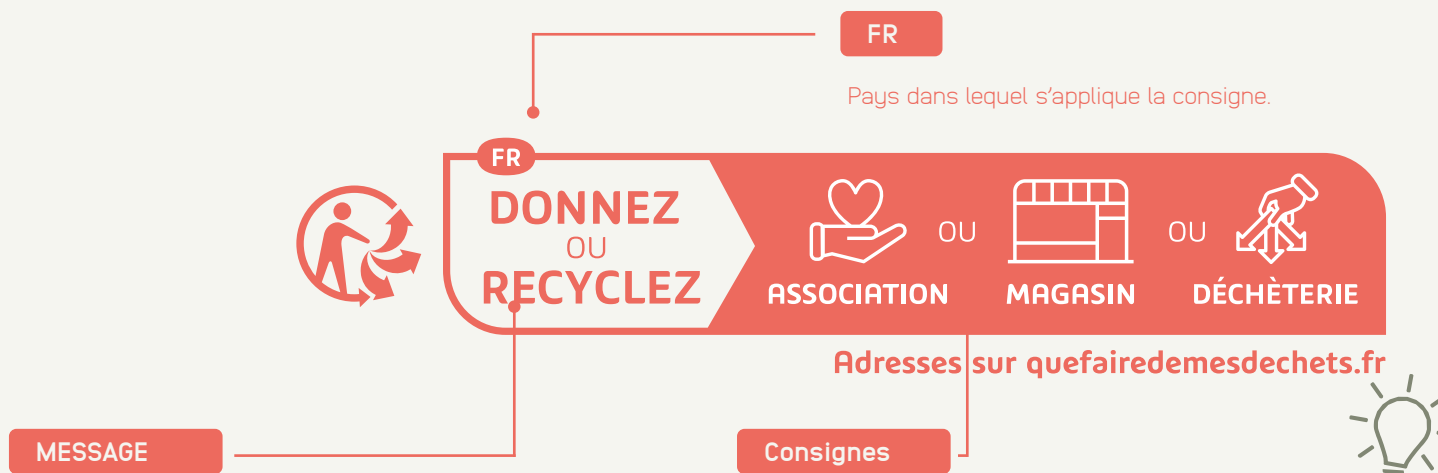 FR
Pays dans lequel s'applique la consigne.
FR
DONNEZ
OU
RECYCLEZ
OU
OU
ASSOCIATION
MAGASIN
DÉCHÈTERIE
Adresses sur quefairedemesdechets.fr
MESSAGE
Consignes